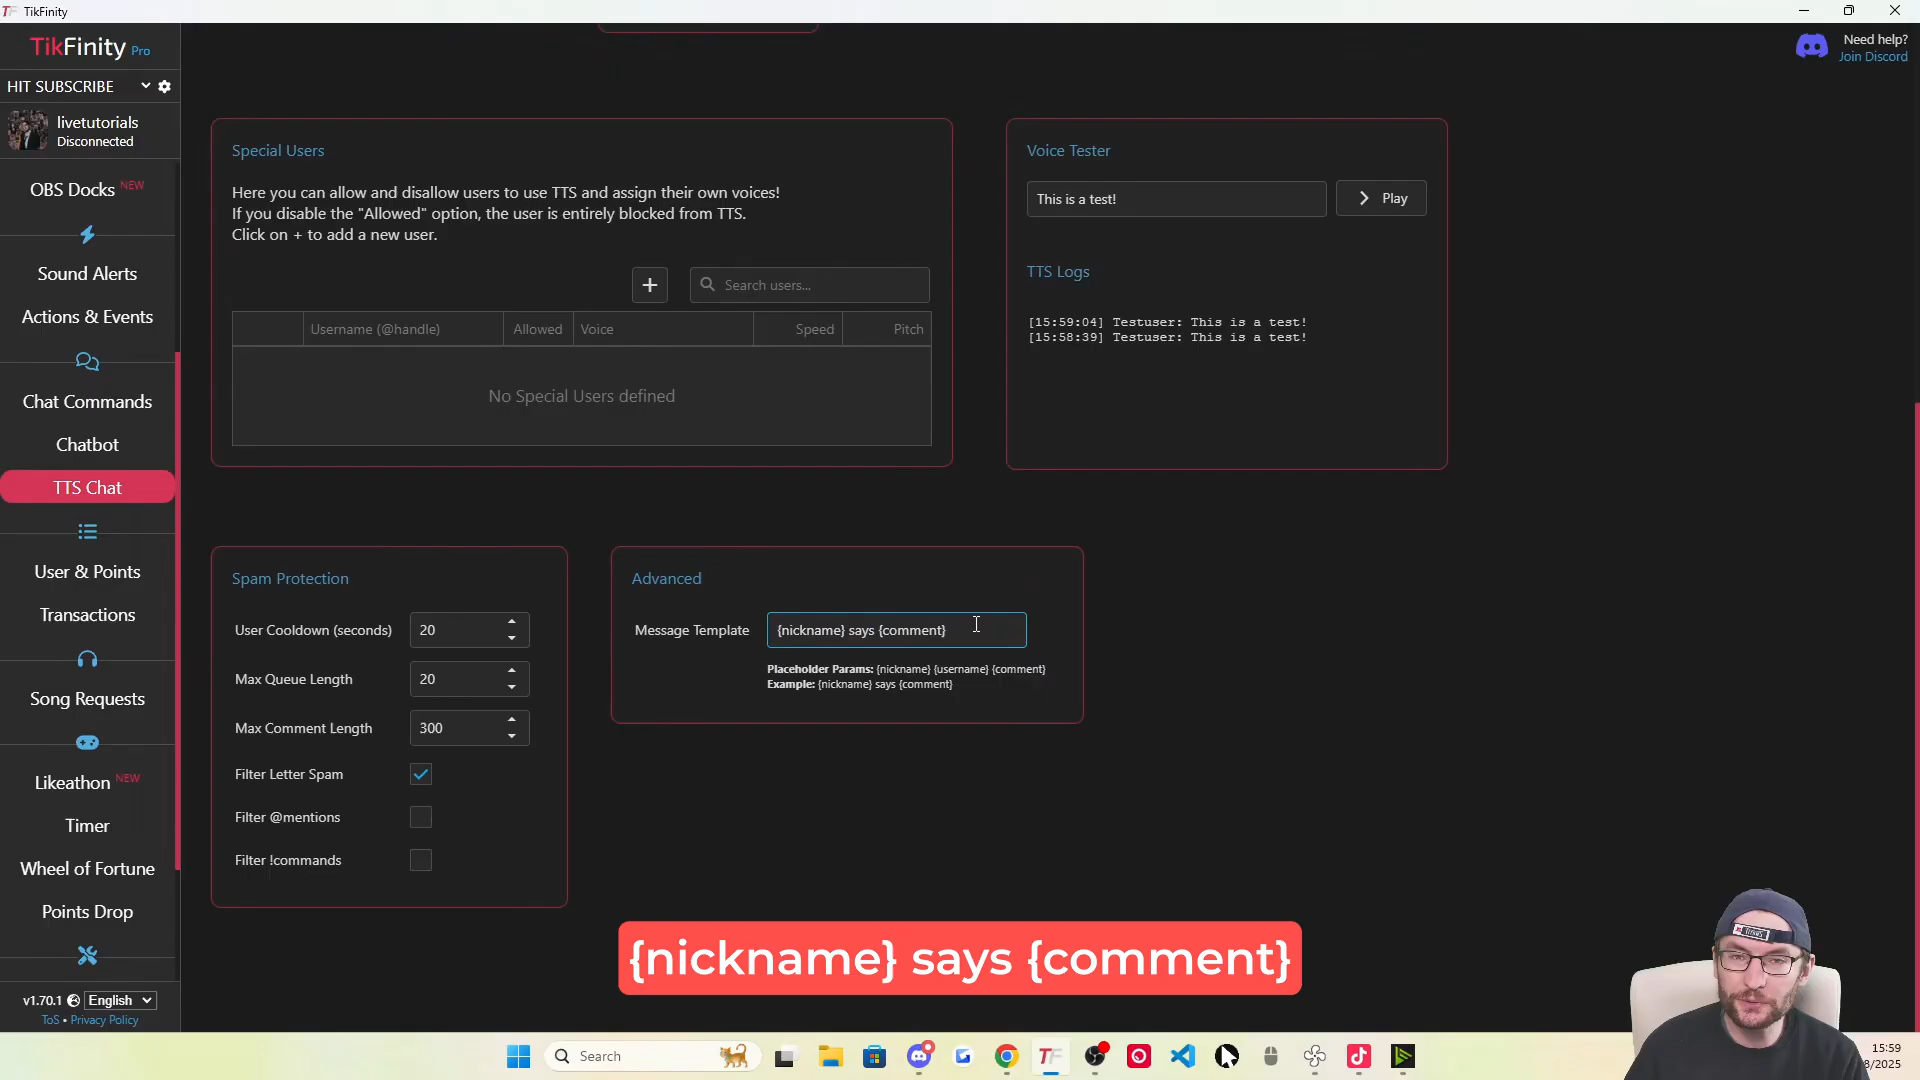 TikFinity
TikFinity Pro
HIT SUBSCRIBE
livetutorials
Disconnected
OBS Docks NEW
Sound Alerts
Actions & Events
Chat Commands
Chatbot
TTS Chat
User & Points
Transactions
Song Requests
Likeathon NEW
Timer
Wheel of Fortune
Points Drop
v1.70.1 English
ToS • Privacy Policy
Need help?
Join Discord
Special Users
Here you can allow and disallow users to use TTS and assign their own voices!
If you disable the "Allowed" option, the user is entirely blocked from TTS.
Click on + to add a new user.
Search users...
Username (@handle) Allowed Voice Speed Pitch
No Special Users defined
Voice Tester
This is a test! Play
TTS Logs
[15:59:04] Testuser: This is a test!
[15:58:39] Testuser: This is a test!
Spam Protection
User Cooldown (seconds) 20
Max Queue Length 20
Max Comment Length 300
Filter Letter Spam
Filter @mentions
Filter !commands
Advanced
Message Template {nickname} says {comment}
Placeholder Params: {nickname} {username} {comment}
Example: {nickname} says {comment}
{nickname} says {comment}
Search
15:59
8/2025